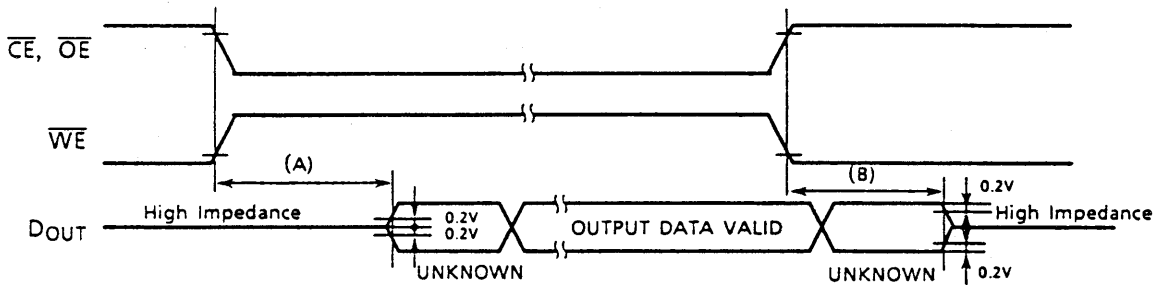 CE, OE
WE
(A)
(B)
0.2V
High Impedance
0.2V
0.2V
OUTPUT DATA VALID
High Impedance
DOUT
UNKNOWN
UNKNOWN
0.2V